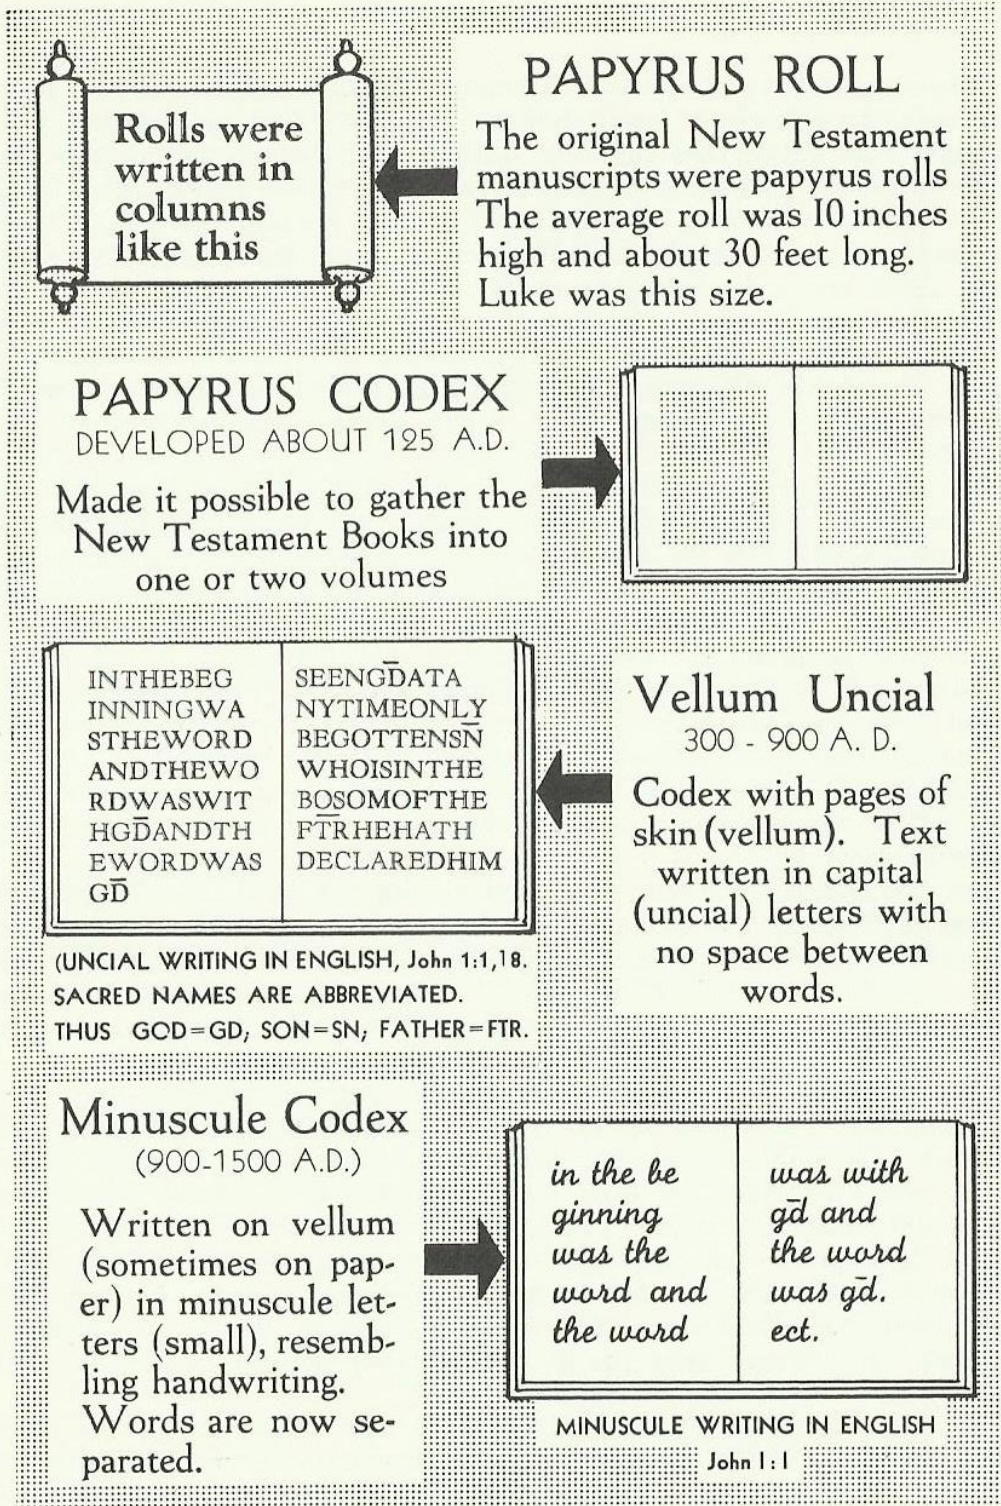 Rolls were
written in
columns
like this
PAPYRUS ROLL
The original New Testament
manuscripts were papyrus rolls
The average roll was 10 inches
high and about 30 feet long.
Luke was this size.
PAPYRUS CODEX
DEVELOPED ABOUT 125 A.D.
Made it possible to gather the
New Testament Books into
one or two volumes
INTHEBEG
INNINGWA
STHEWORD
ANDTHEWO
RDWASWIT
HGD̅ANDTH
EWORDWAS
GD̅
SEENGD̅ATA
NYTIMEONLY
BEGOTTENSN̅
WHOISINTHE
BOSOMOFTHE
FT̅RHEHATH
DECLAREDHIM
Vellum Uncial
300 - 900 A. D.
Codex with pages of
skin (vellum). Text
written in capital
(uncial) letters with
no space between
words.
(UNCIAL WRITING IN ENGLISH, John 1:1,18.
SACRED NAMES ARE ABBREVIATED.
THUS GOD=GD; SON=SN; FATHER=FTR.
Minuscule Codex
(900-1500 A.D.)
Written on vellum
(sometimes on pap-
er) in minuscule let-
ters (small), resemb-
ling handwriting.
Words are now se-
parated.
in the be
ginning
was the
word and
the word
was with
gd̅ and
the word
was gd̅.
ect.
MINUSCULE WRITING IN ENGLISH
John 1:1